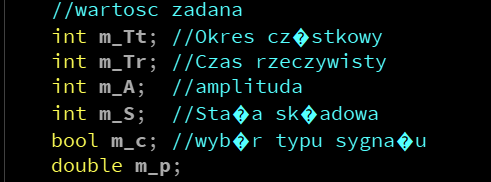 //wartosc zadana
int m_Tt; //Okres cz�stkowy
int m_Tr; //Czas rzeczywisty
int m_A;  //amplituda
int m_S;  //Sta�a sk�adowa
bool m_c; //wyb�r typu sygna�u
double m_p;